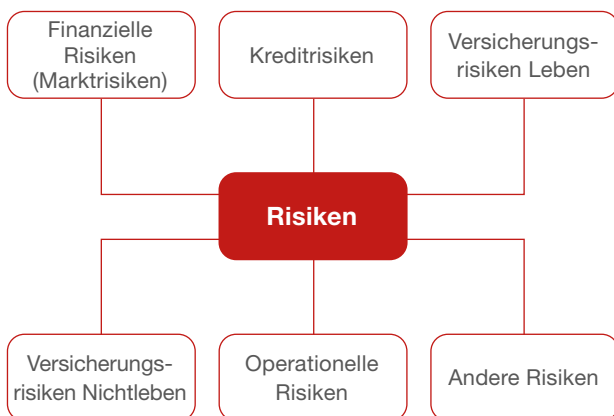 Finanzielle
Risiken
(Marktrisiken)
Kreditrisiken
Versicherungs-
risiken Leben
Risiken
Versicherungs-
risiken Nichtleben
Operationelle
Risiken
Andere Risiken